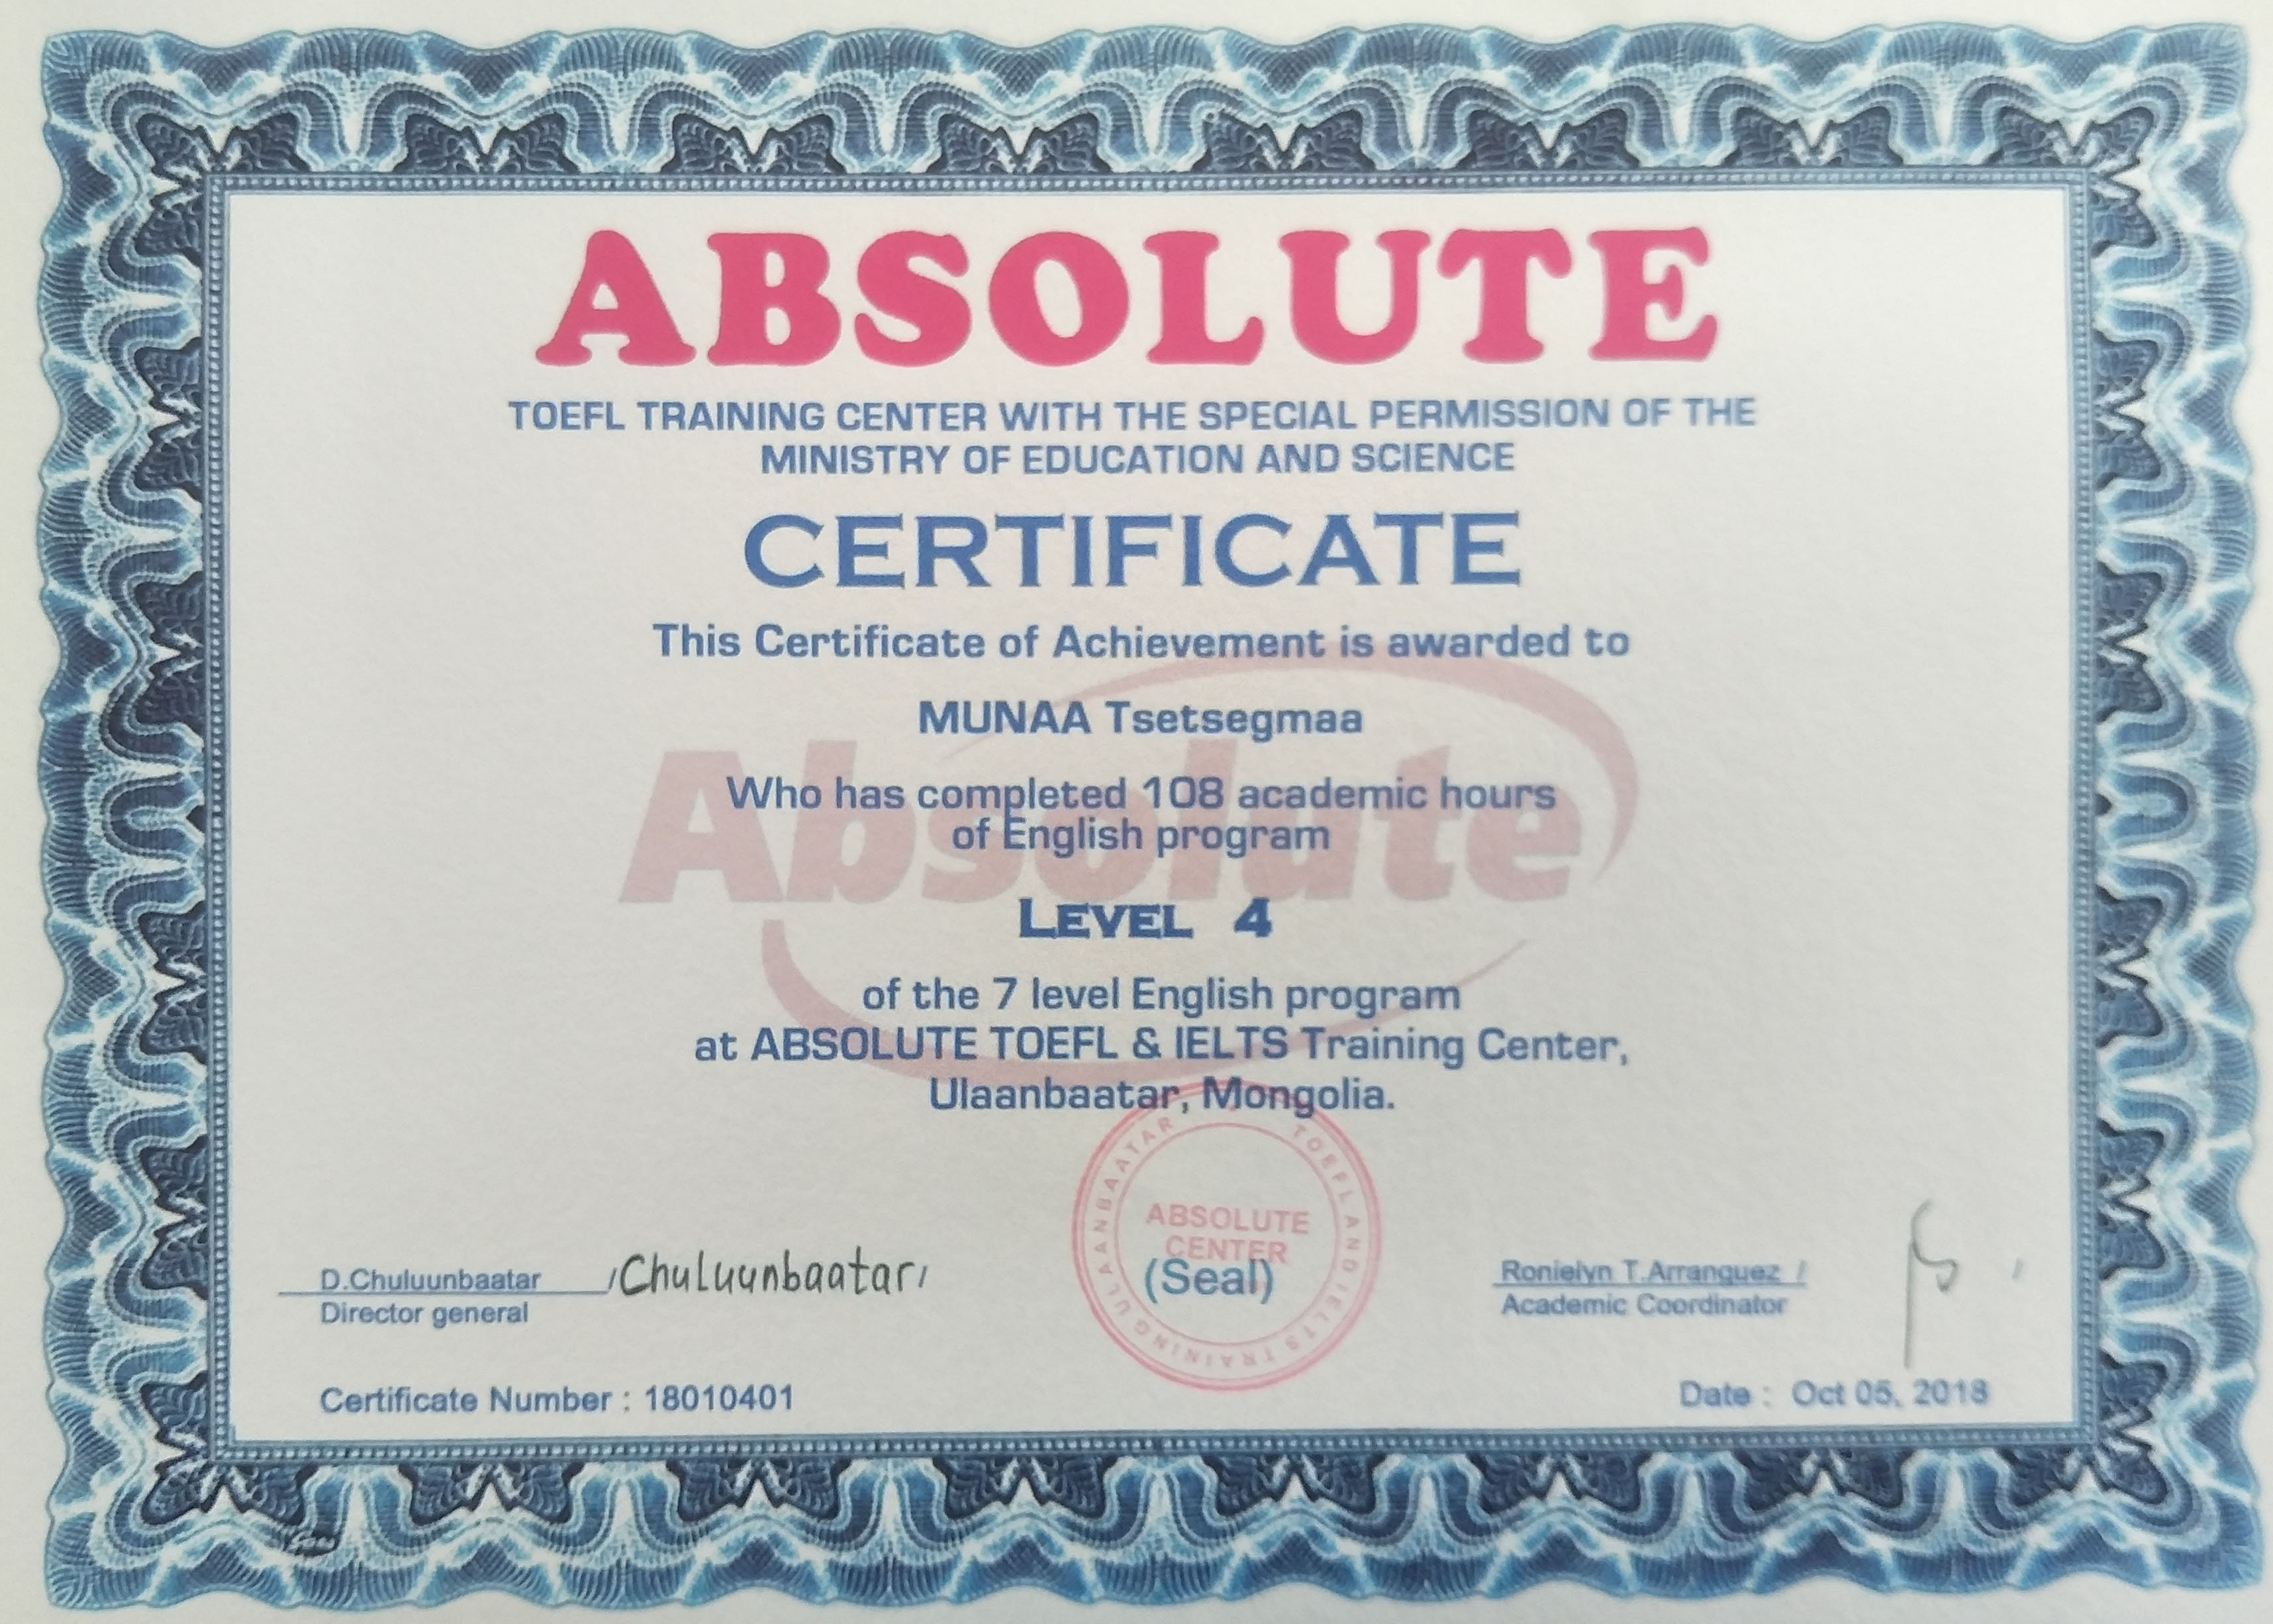 ABSOLUTE
TOEFL TRAINING CENTER WITH THE SPECIAL PERMISSION OF THE
MINISTRY OF EDUCATION AND SCIENCE
CERTIFICATE
This Certificate of Achievement is awarded to
MUNAA Tsetsegmaa
Absolute
Who has completed 108 academic hours
of English program
LEVEL 4
of the 7 level English program
at ABSOLUTE TOEFL & IELTS Training Center,
Ulaanbaatar, Mongolia.
ULAANBAATAR TOEFL AND IELTS TRAINING
ABSOLUTE
CENTER
(Seal)
D.Chuluunbaatar /Chuluunbaatar/
Director general
Ronielyn T.Arranguez /
Academic Coordinator
Certificate Number : 18010401
Date : Oct 05, 2018